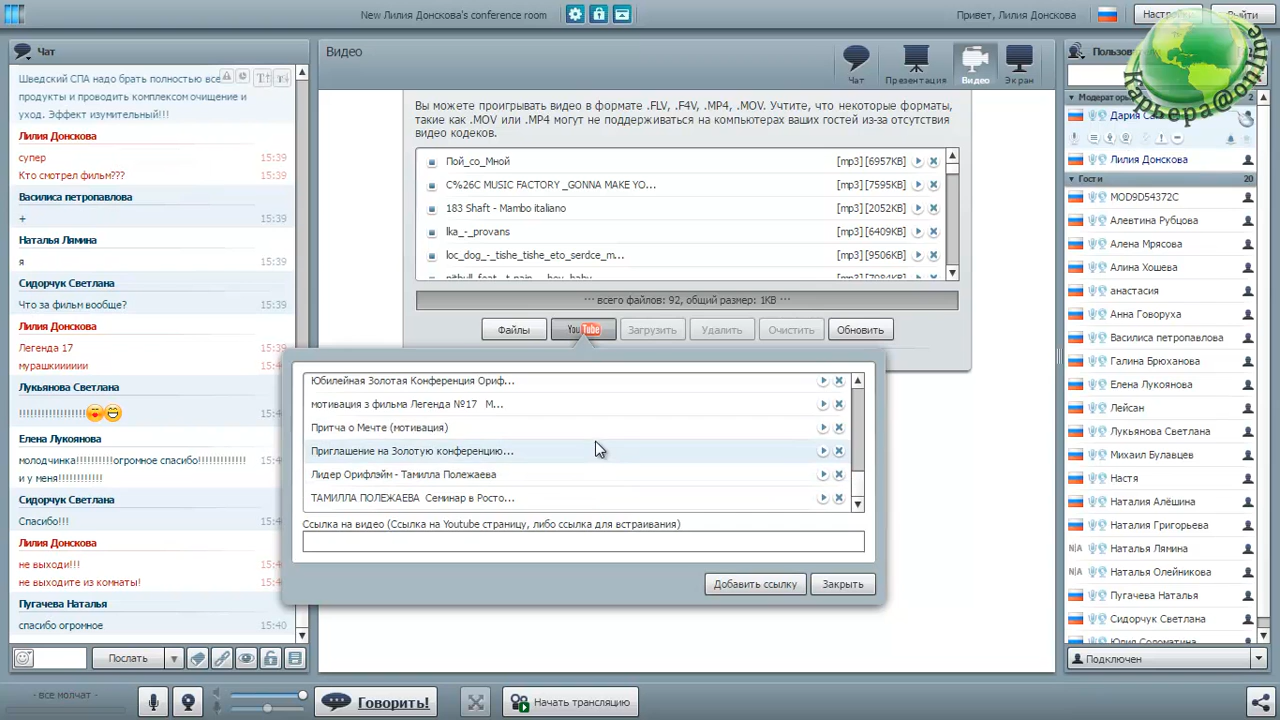 New Лилия Донскова's conference room
Привет, Лилия Донскова
Настройки
Выйти
карьера@online
Чат
Шведский СПА надо брать полностью все
продукты и проводить комплексом очищение и
уход. Эффект изумительный!!!
Лилия Донскова
супер 15:39
Кто смотрел фильм??? 15:39
Василиса петропавлова
+ 15:39
Наталья Лямина
я 15:39
Сидорчук Светлана
Что за фильм вообще? 15:39
Лилия Донскова
Легенда 17 15:39
мурашкиииии
Лукьянова Светлана
!!!!!!!!!!!!!!!!!!!!!
Елена Лукоянова
молодчинка!!!!!!!!!!огромное спасибо!!!!!!!!!!!!
и у меня!!!!!!!!!!!!!
Сидорчук Светлана
Спасибо!!!
Лилия Донскова
не выходи!!!
не выходите из комнаты!
Пугачева Наталья
спасибо огромное 15:40
Послать
- все молчат -
Говорить!
Начать трансляцию
Видео
Чат
Презентация
Видео
Экран
Вы можете проигрывать видео в формате .FLV, .F4V, .MP4, .MOV. Учтите, что некоторые форматы,
такие как .MOV или .MP4 могут не поддерживаться на компьютерах ваших гостей из-за отсутствия
видео кодеков.
Пой_со_Мной [mp3] [6957KB]
C%26C MUSIC FACTORY _GONNA MAKE YO... [mp3] [7595KB]
183 Shaft - Mambo italiano [mp3] [2052KB]
lka_-_provans [mp3] [6409KB]
loc_dog_-_tishe_tishe_eto_serdce_m... [mp3] [9506KB]
··· всего файлов: 92, общий размер: 1KB ···
Файлы
YouTube
Загрузить
Удалить
Очистить
Обновить
Юбилейная Золотая Конференция Ориф...
мотивация з фильма Легенда №17 М...
Притча о Мечте (мотивация)
Приглашение на Золотую конференцию...
Лидер Орифлэйм - Тамилла Полежаева
ТАМИЛЛА ПОЛЕЖАЕВА Семинар в Росто...
Ссылка на видео (Ссылка на Youtube страницу, либо ссылка для встраивания)
Добавить ссылку
Закрыть
2
Лилия Донскова
Гости 20
MOD9D54372C
Алевтина Рубцова
Алена Мрясова
Алина Хошева
анастасия
Анна Говоруха
Василиса петропавлова
Галина Брюханова
Елена Лукоянова
Лейсан
Лукьянова Светлана
Михаил Булавцев
Настя
Наталия Алёшина
Наталия Григорьева
N/A Наталья Лямина
N/A Наталья Олейникова
Пугачева Наталья
Сидорчук Светлана
Юлия Соломатина
Подключен